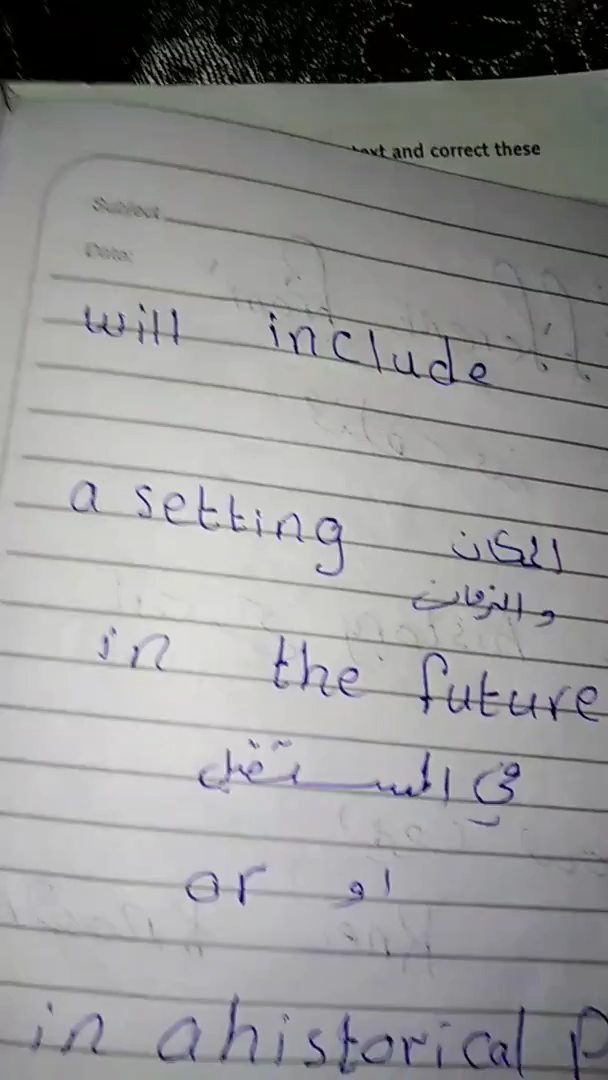 text and correct these
Subject
Date:
will include
a setting المكان
والزمان
in the future
في المستقبل
or او
in ahistorical P